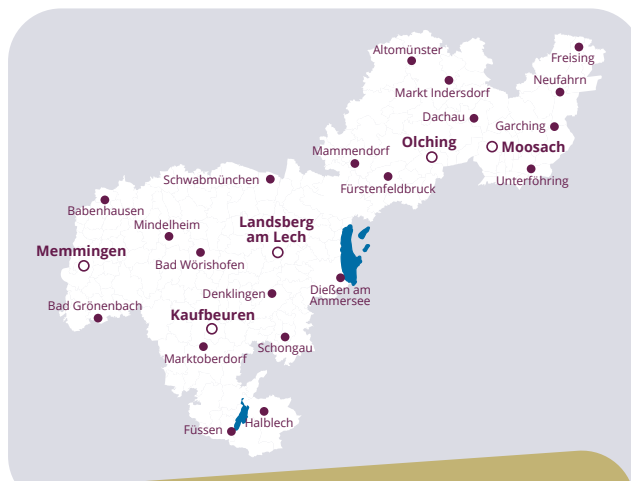 Altomünster
Freising
Markt Indersdorf
Neufahrn
Dachau
Garching
Olching
Moosach
Mammendorf
Fürstenfeldbruck
Unterföhring
Schwabmünchen
Babenhausen
Mindelheim
Landsberg
am Lech
Memmingen
Bad Wörishofen
Bad Grönenbach
Denklingen
Dießen am
Ammersee
Kaufbeuren
Marktoberdorf
Schongau
Füssen
Halblech